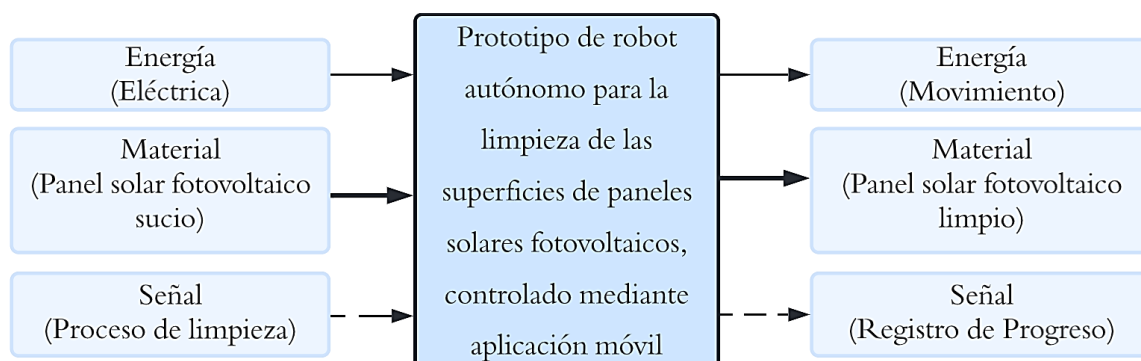 Energía
(Eléctrica)
Material
(Panel solar fotovoltaico
sucio)
Señal
(Proceso de limpieza)
Prototipo de robot
autónomo para la
limpieza de las
superficies de paneles
solares fotovoltaicos,
controlado mediante
aplicación móvil
Energía
(Movimiento)
Material
(Panel solar fotovoltaico
limpio)
Señal
(Registro de Progreso)